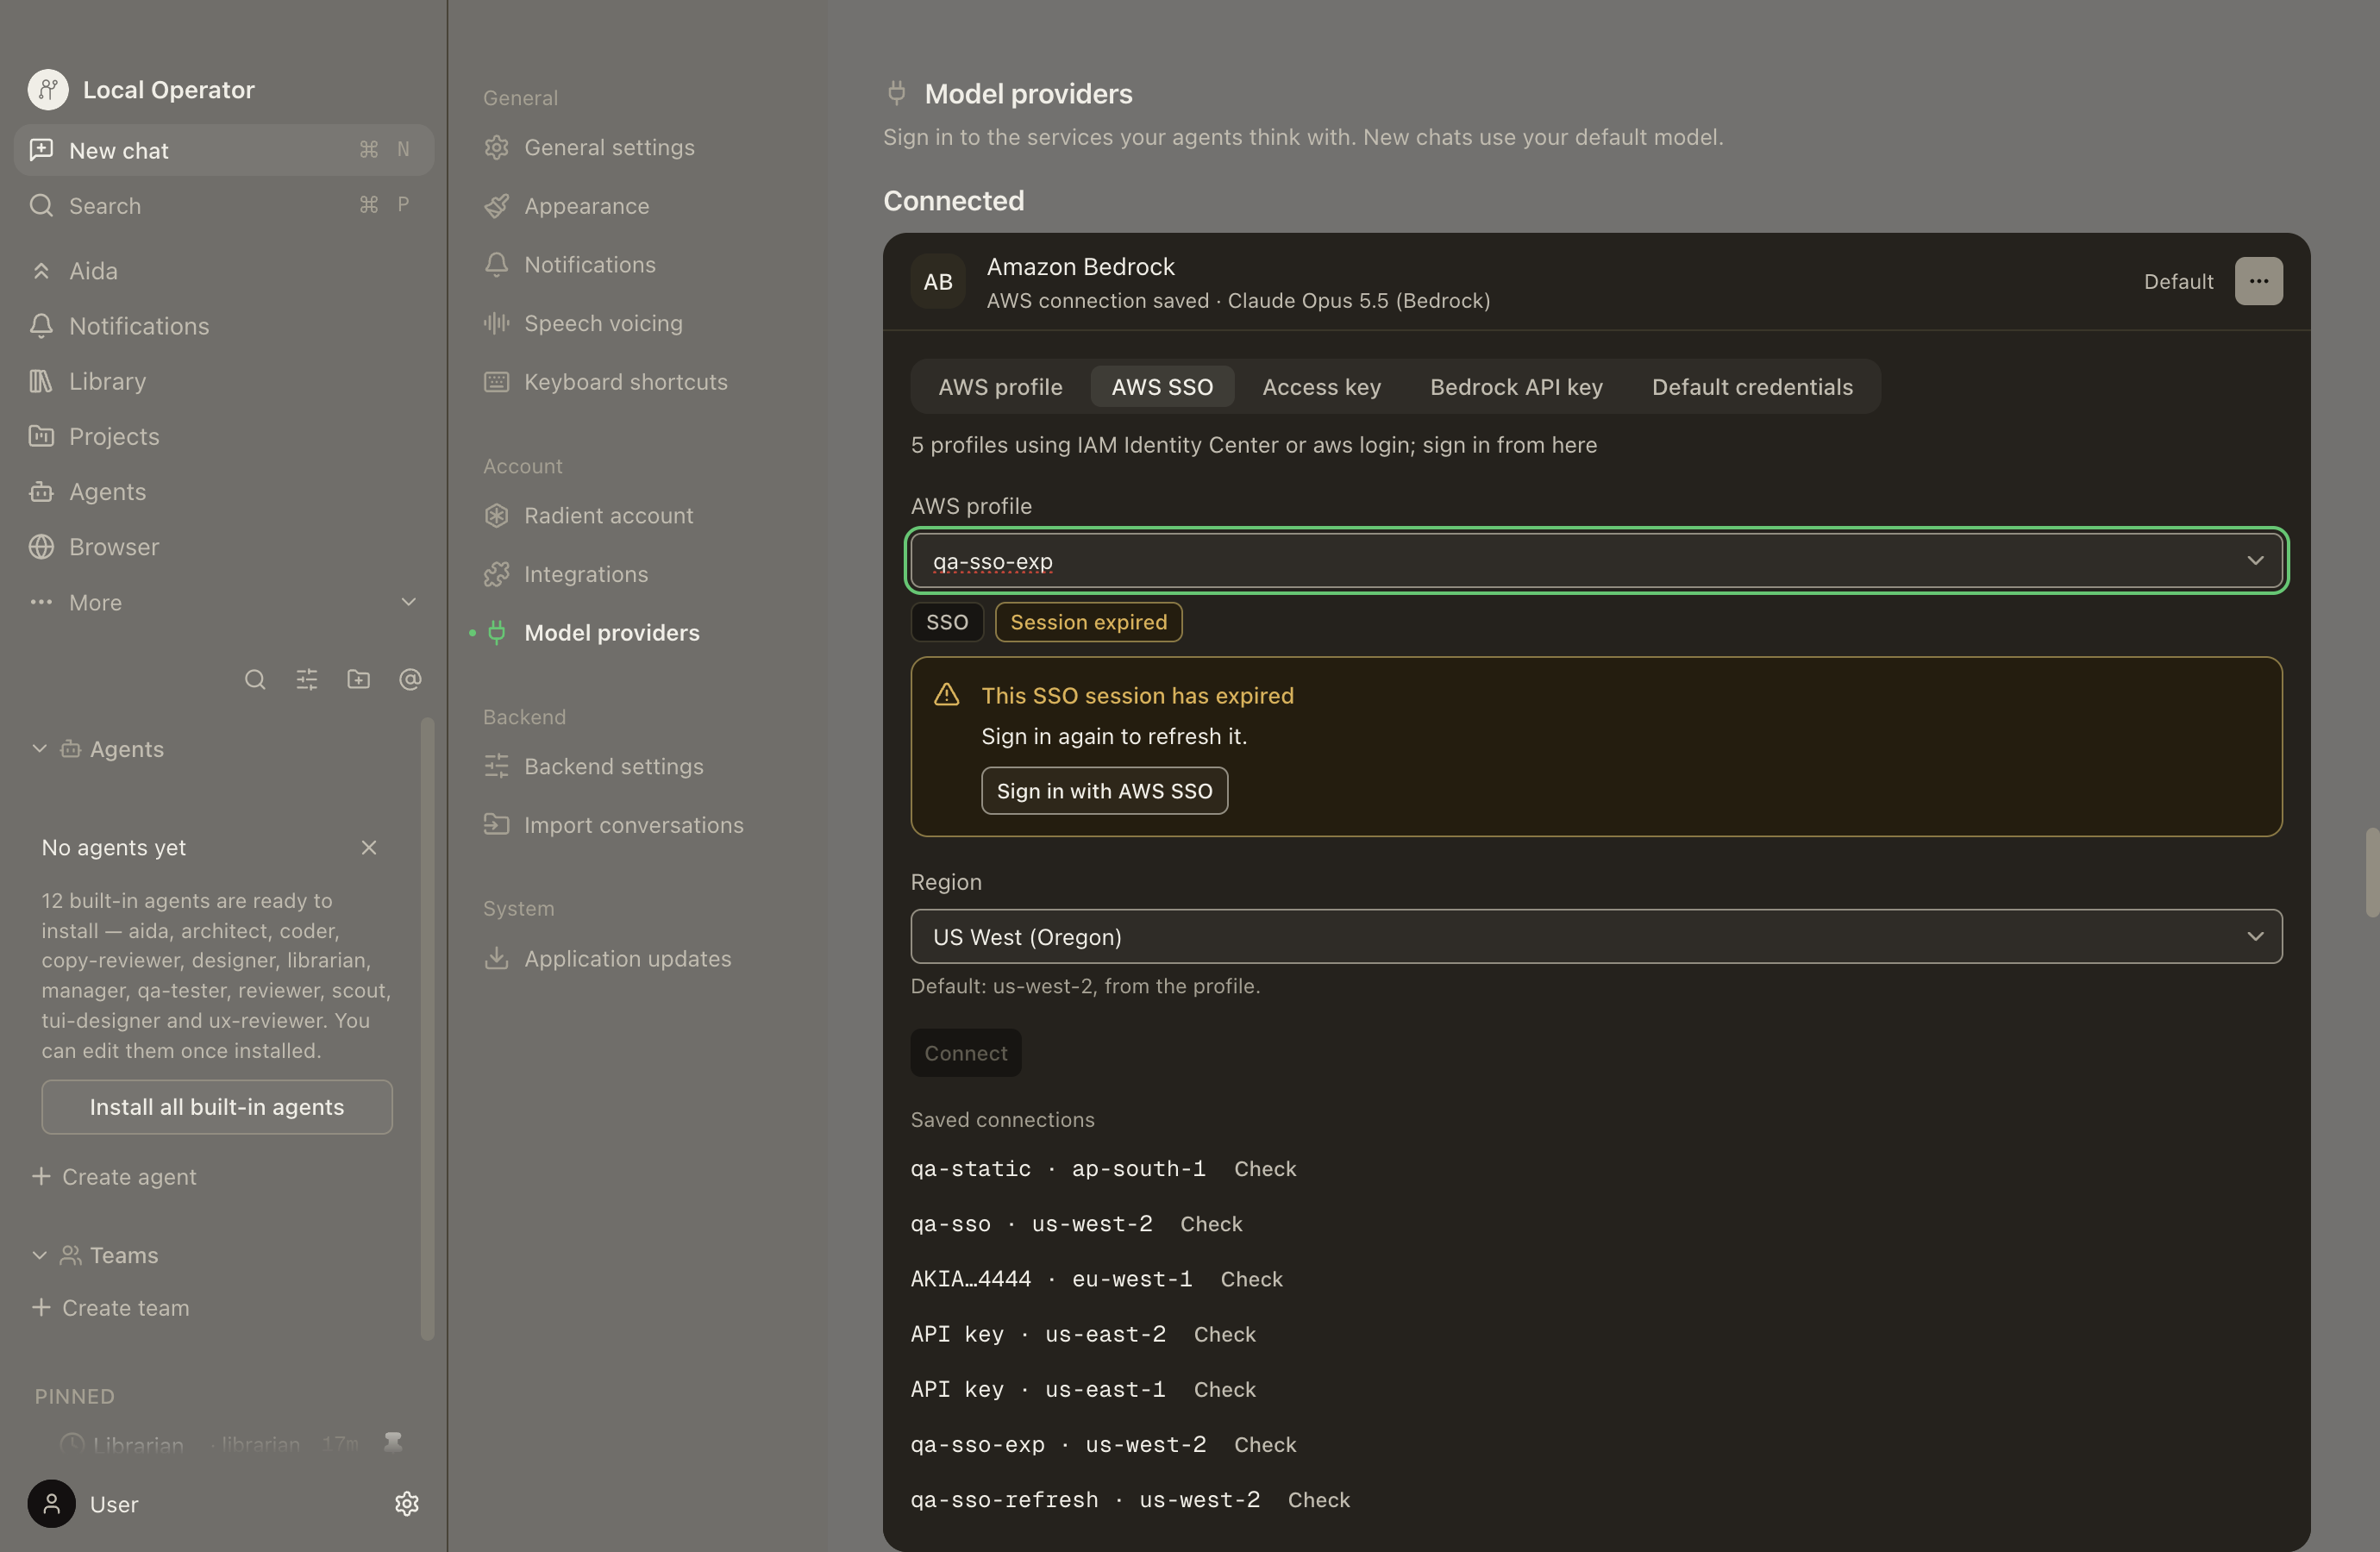 Local Operator
New chat ⌘ N
Search ⌘ P
Aida
Notifications
Library
Projects
Agents
Browser
More
Agents
No agents yet
12 built-in agents are ready to
install — aida, architect, coder,
copy-reviewer, designer, librarian,
manager, qa-tester, reviewer, scout,
tui-designer and ux-reviewer. You
can edit them once installed.
Install all built-in agents
Create agent
Teams
Create team
PINNED
Librarian · librarian 17m
User
General
General settings
Appearance
Notifications
Speech voicing
Keyboard shortcuts
Account
Radient account
Integrations
Model providers
Backend
Backend settings
Import conversations
System
Application updates
Model providers
Sign in to the services your agents think with. New chats use your default model.
Connected
AB
Amazon Bedrock
AWS connection saved · Claude Opus 5.5 (Bedrock)
Default
AWS profile AWS SSO Access key Bedrock API key Default credentials
5 profiles using IAM Identity Center or aws login; sign in from here
AWS profile
qa-sso-exp
SSO Session expired
This SSO session has expired
Sign in again to refresh it.
Sign in with AWS SSO
Region
US West (Oregon)
Default: us-west-2, from the profile.
Connect
Saved connections
qa-static · ap-south-1 Check
qa-sso · us-west-2 Check
AKIA…4444 · eu-west-1 Check
API key · us-east-2 Check
API key · us-east-1 Check
qa-sso-exp · us-west-2 Check
qa-sso-refresh · us-west-2 Check